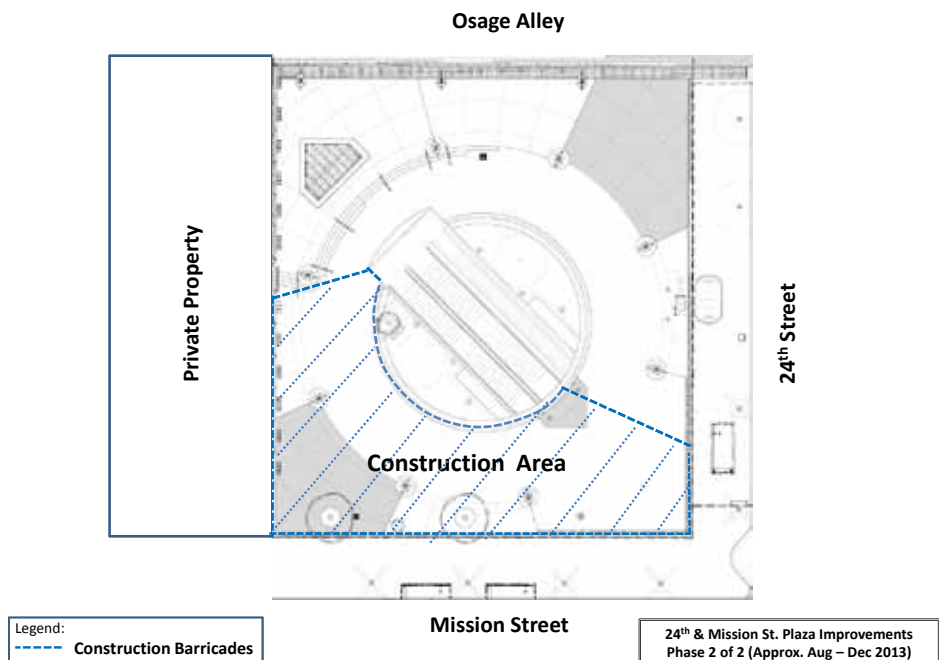 Osage Alley
Private Property
24th Street
Construction Area
Mission Street
Legend:
Construction Barricades
24th & Mission St. Plaza Improvements
Phase 2 of 2 (Approx. Aug – Dec 2013)